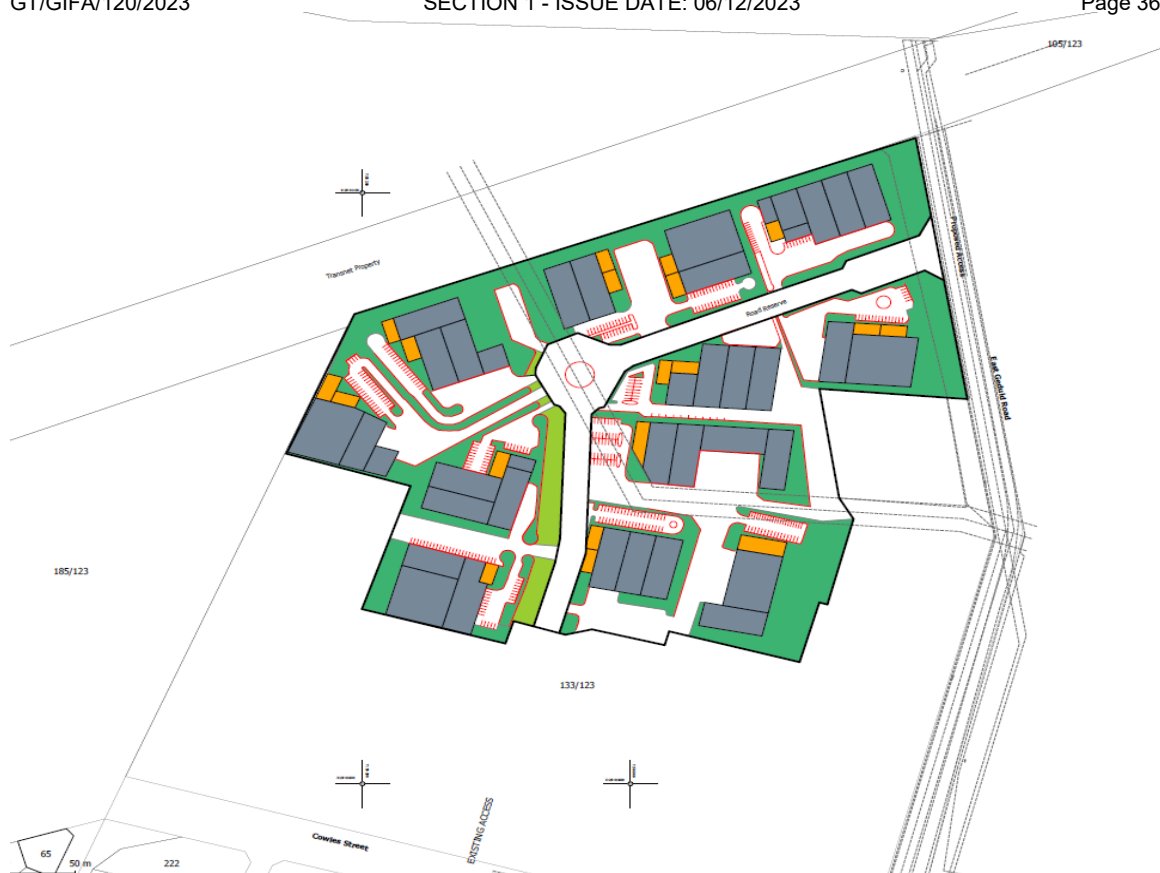 GT/GIFA/120/2023 SECTION 1 - ISSUE DATE: 06/12/2023 Page 36
105/123
Transnet Property
Proposed Access
Road Reserve
East Geduld Road
185/123
133/123
Cowles Street
EXISTING ACCESS
65
50 m
222